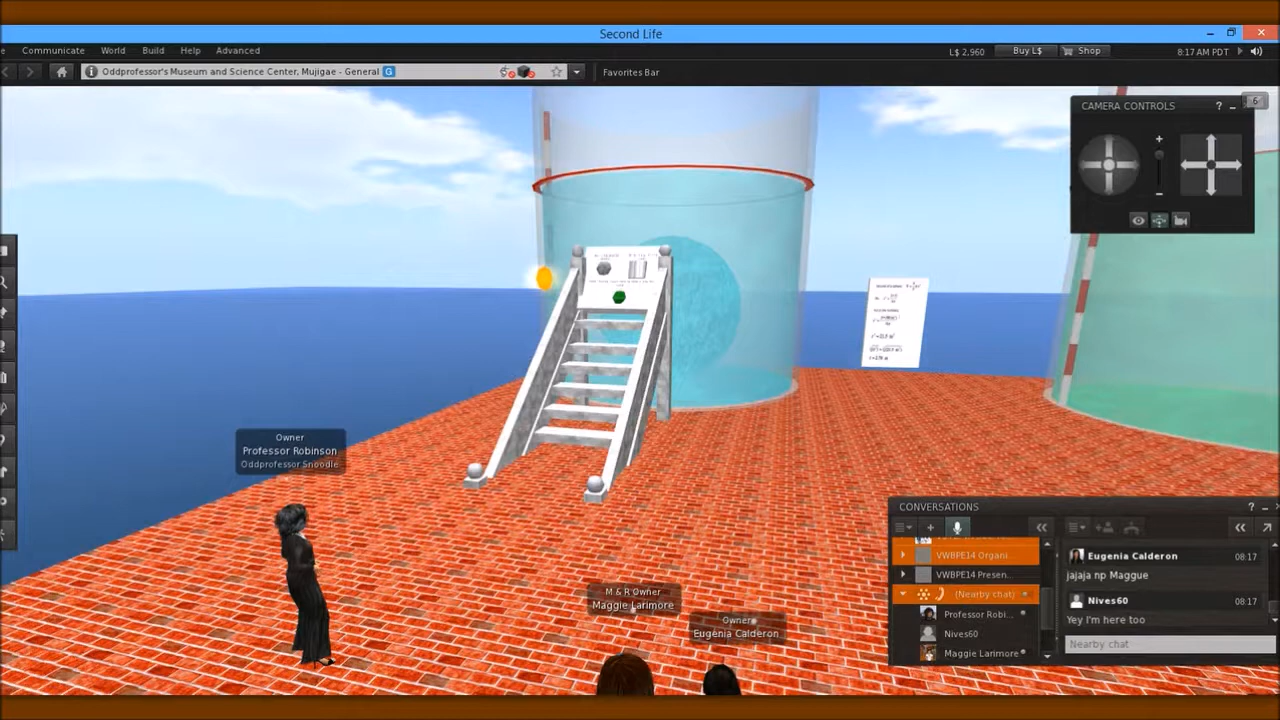 Second Life
Communicate World Build Help Advanced
L$ 2,960 Buy L$ Shop 8:17 AM PDT
Oddprofessor's Museum and Science Center, Mujigae - General G
Favorites Bar
CAMERA CONTROLS ? 6
Owner
Professor Robinson
Oddprofessor Snoodle
M & R Owner
Maggie Larimore
Owner
Eugenia Calderon
CONVERSATIONS ?
VWBPE14 Organi...
VWBPE14 Presen...
(Nearby chat)
Professor Robi...
Nives60
Maggie Larimore
Eugenia Calderon 08:17
jajaja np Maggue
Nives60 08:17
Yey I'm here too
Nearby chat